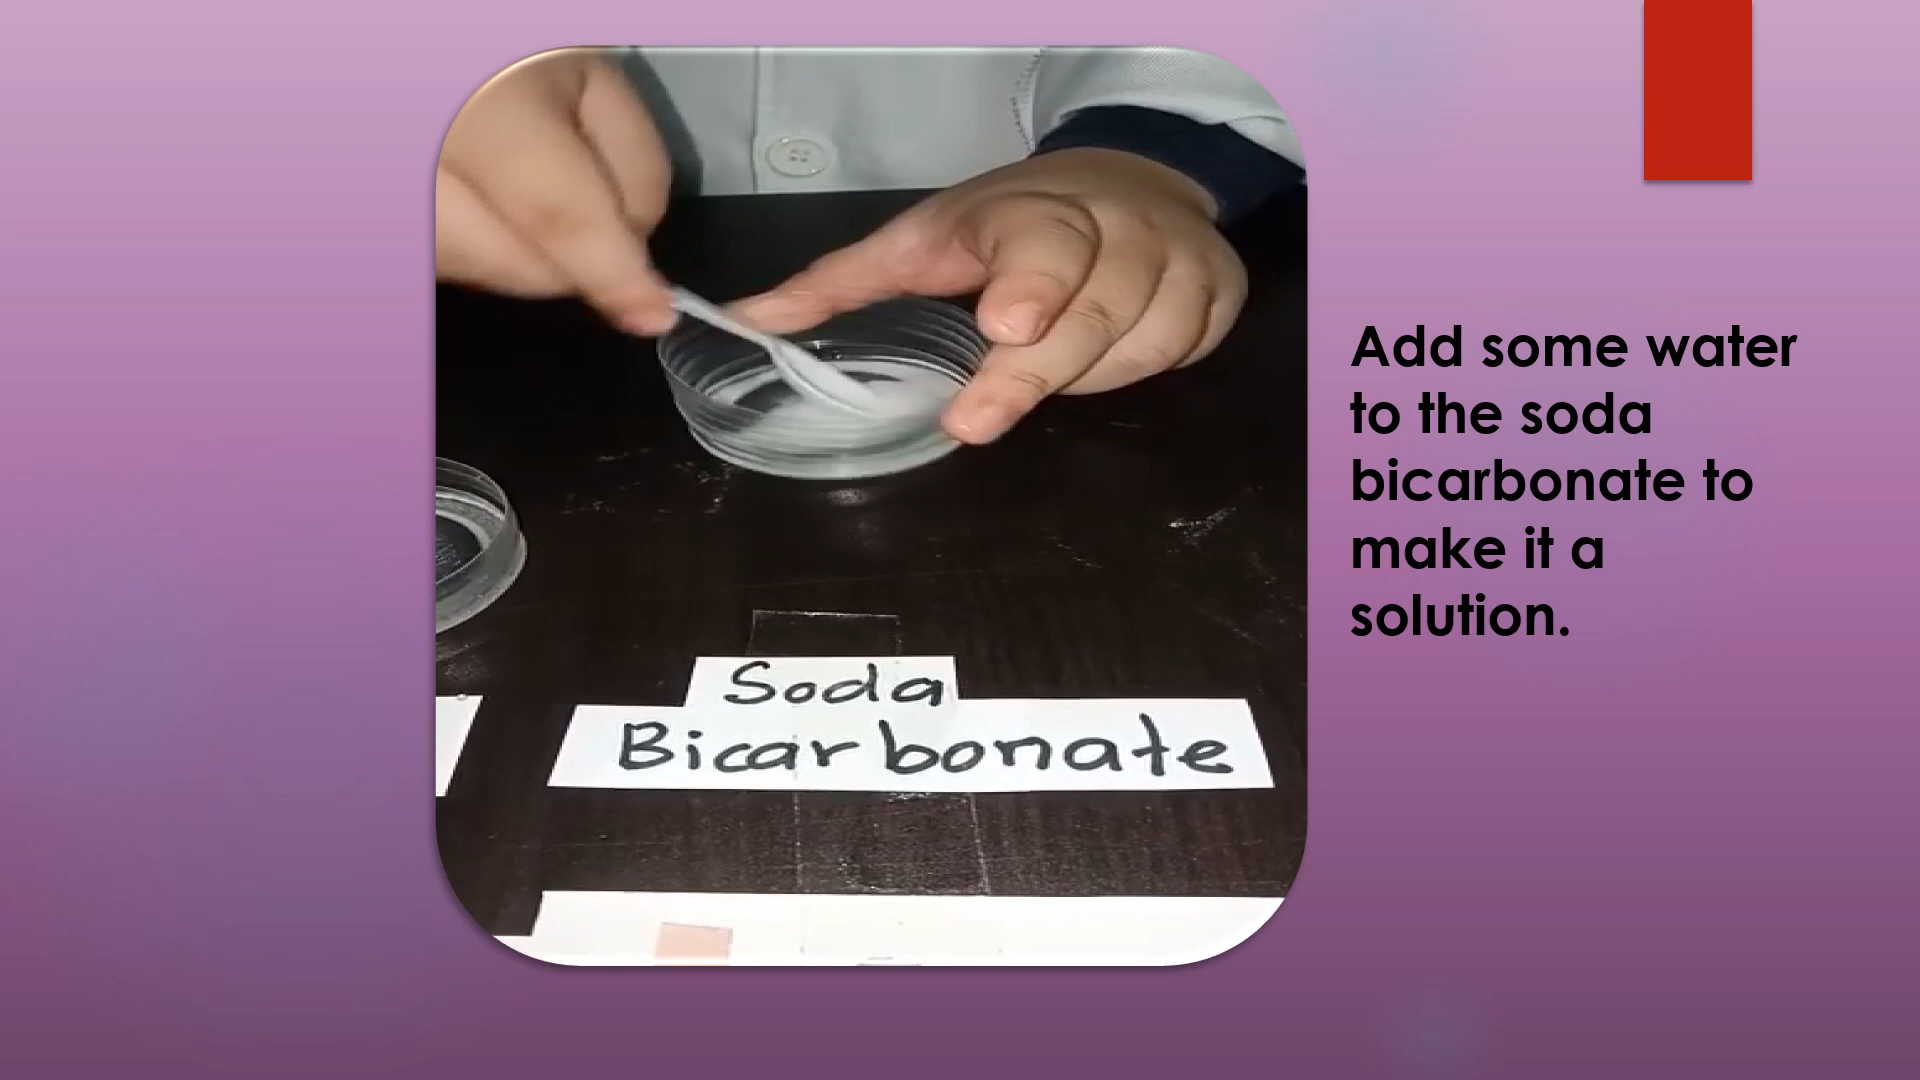 Add some water
to the soda
bicarbonate to
make it a
solution.
Soda
Bicarbonate